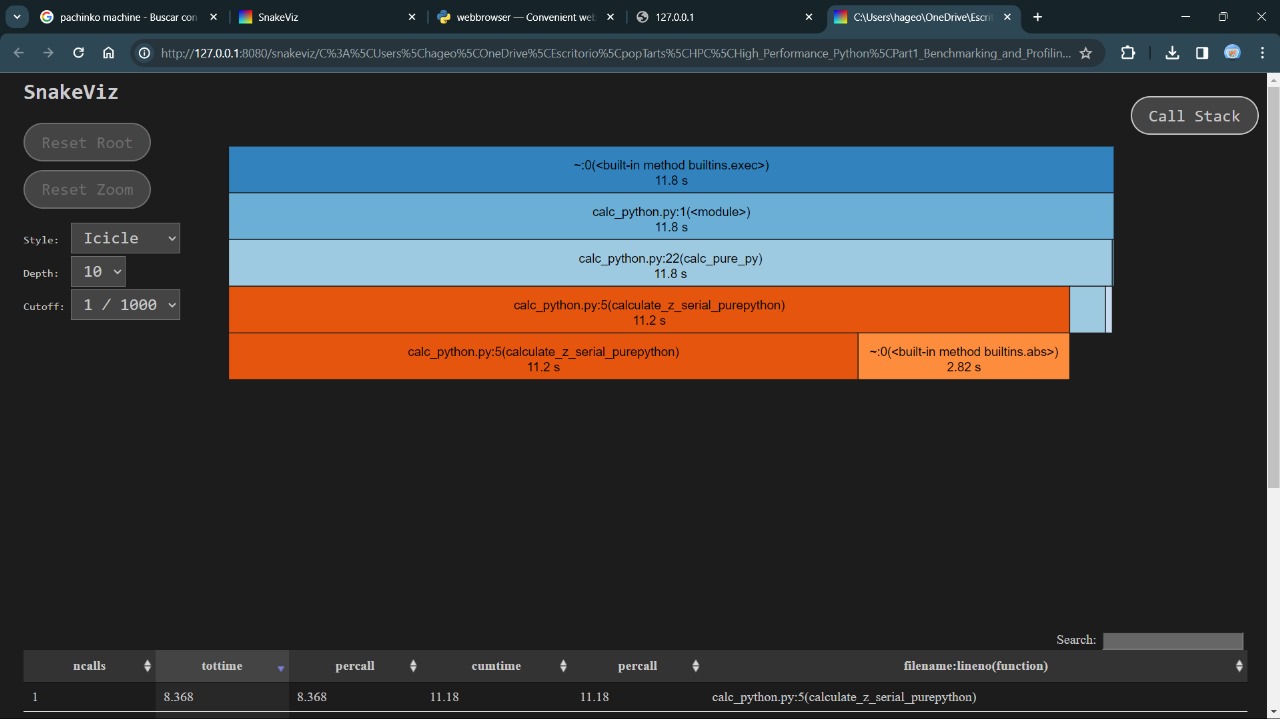 pachinko machine - Buscar con
SnakeViz
webbrowser — Convenient we
127.0.0.1
C:\Users\hageo\OneDrive\Escrit
http://127.0.0.1:8080/snakeviz/C%3A%5CUsers%5Chageo%5COneDrive%5CEscritorio%5CpopTarts%5CHPC%5CHigh_Performance_Python%5CPart1_Benchmarking_and_Profilin...
SnakeViz
Call Stack
Reset Root
Reset Zoom
Style: Icicle
Depth: 10
Cutoff: 1 / 1000
~:0(<built-in method builtins.exec>)
11.8 s
calc_python.py:1(<module>)
11.8 s
calc_python.py:22(calc_pure_py)
11.8 s
calc_python.py:5(calculate_z_serial_purepython)
11.2 s
calc_python.py:5(calculate_z_serial_purepython)
11.2 s
~:0(<built-in method builtins.abs>)
2.82 s
Search:
ncalls tottime percall cumtime percall filename:lineno(function)
1 8.368 8.368 11.18 11.18 calc_python.py:5(calculate_z_serial_purepython)